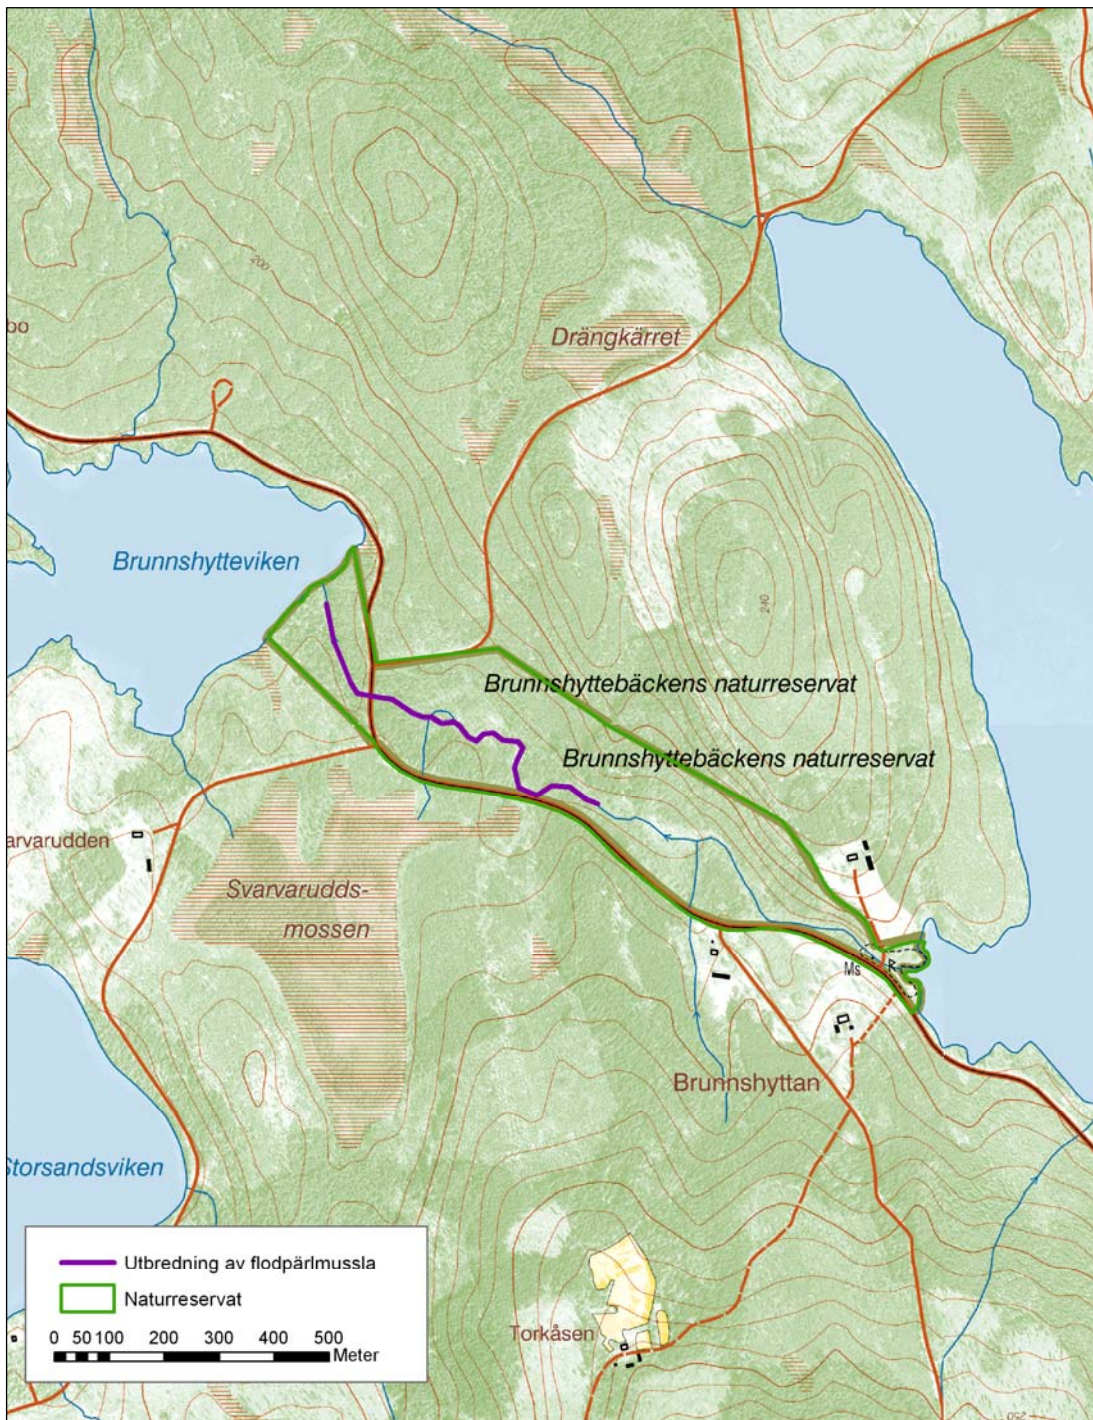 200
bo
Drängkärret
Brunnshytteviken
240
Brunnshyttebäckens naturreservat
Brunnshyttebäckens naturreservat
arvarudden
Svarvarudds-
mossen
Ms
R
Brunnshyttan
Storsandsviken
Utbredning av flodpärlmussla
Naturreservat
0 50 100 200 300 400 500
Meter
Torkåsen
250